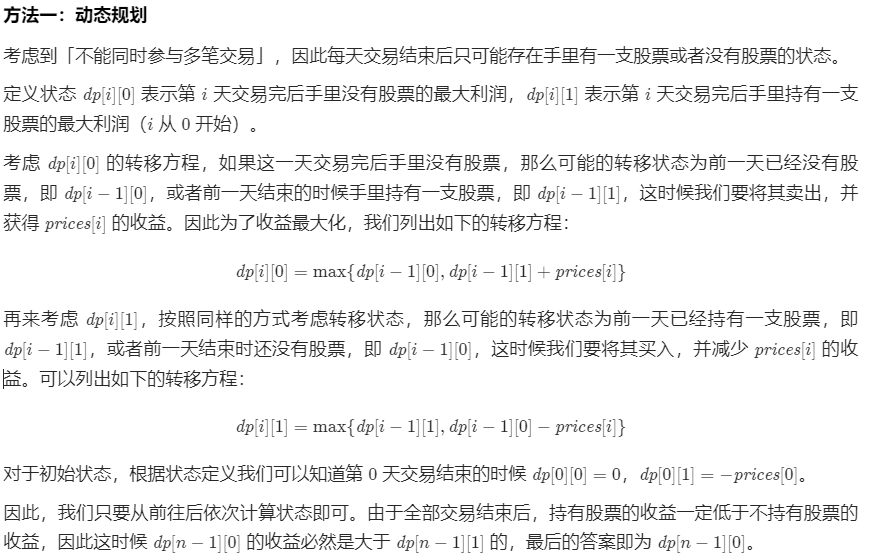 方法一：动态规划
考虑到「不能同时参与多笔交易」，因此每天交易结束后只可能存在手里有一支股票或者没有股票的状态。
定义状态 dp[i][0] 表示第 i 天交易完后手里没有股票的最大利润，dp[i][1] 表示第 i 天交易完后手里持有一支
股票的最大利润（i 从 0 开始）。
考虑 dp[i][0] 的转移方程，如果这一天交易完后手里没有股票，那么可能的转移状态为前一天已经没有股
票，即 dp[i − 1][0]，或者前一天结束的时候手里持有一支股票，即 dp[i − 1][1]，这时候我们要将其卖出，并
获得 prices[i] 的收益。因此为了收益最大化，我们列出如下的转移方程：
dp[i][0] = max{dp[i − 1][0], dp[i − 1][1] + prices[i]}
再来考虑 dp[i][1]，按照同样的方式考虑转移状态，那么可能的转移状态为前一天已经持有一支股票，即
dp[i − 1][1]，或者前一天结束时还没有股票，即 dp[i − 1][0]，这时候我们要将其买入，并减少 prices[i] 的收
益。可以列出如下的转移方程：
dp[i][1] = max{dp[i − 1][1], dp[i − 1][0] − prices[i]}
对于初始状态，根据状态定义我们可以知道第 0 天交易结束的时候 dp[0][0] = 0，dp[0][1] = −prices[0]。
因此，我们只要从前往后依次计算状态即可。由于全部交易结束后，持有股票的收益一定低于不持有股票的
收益，因此这时候 dp[n − 1][0] 的收益必然是大于 dp[n − 1][1] 的，最后的答案即为 dp[n − 1][0]。